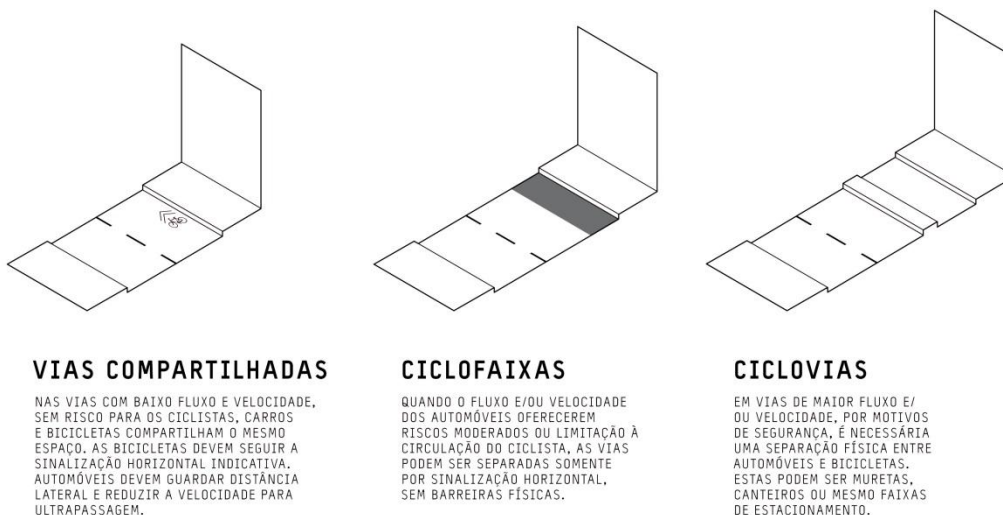 VIAS COMPARTILHADAS
NAS VIAS COM BAIXO FLUXO E VELOCIDADE,
SEM RISCO PARA OS CICLISTAS, CARROS
E BICICLETAS COMPARTILHAM O MESMO
ESPAÇO. AS BICICLETAS DEVEM SEGUIR A
SINALIZAÇÃO HORIZONTAL INDICATIVA.
AUTOMÓVEIS DEVEM GUARDAR DISTÂNCIA
LATERAL E REDUZIR A VELOCIDADE PARA
ULTRAPASSAGEM.
CICLOFAIXAS
QUANDO O FLUXO E/OU VELOCIDADE
DOS AUTOMÓVEIS OFERECEREM
RISCOS MODERADOS OU LIMITAÇÃO À
CIRCULAÇÃO DO CICLISTA, AS VIAS
PODEM SER SEPARADAS SOMENTE
POR SINALIZAÇÃO HORIZONTAL,
SEM BARREIRAS FÍSICAS.
CICLOVIAS
EM VIAS DE MAIOR FLUXO E/
OU VELOCIDADE, POR MOTIVOS
DE SEGURANÇA, É NECESSÁRIA
UMA SEPARAÇÃO FÍSICA ENTRE
AUTOMÓVEIS E BICICLETAS.
ESTAS PODEM SER MURETAS,
CANTEIROS OU MESMO FAIXAS
DE ESTACIONAMENTO.